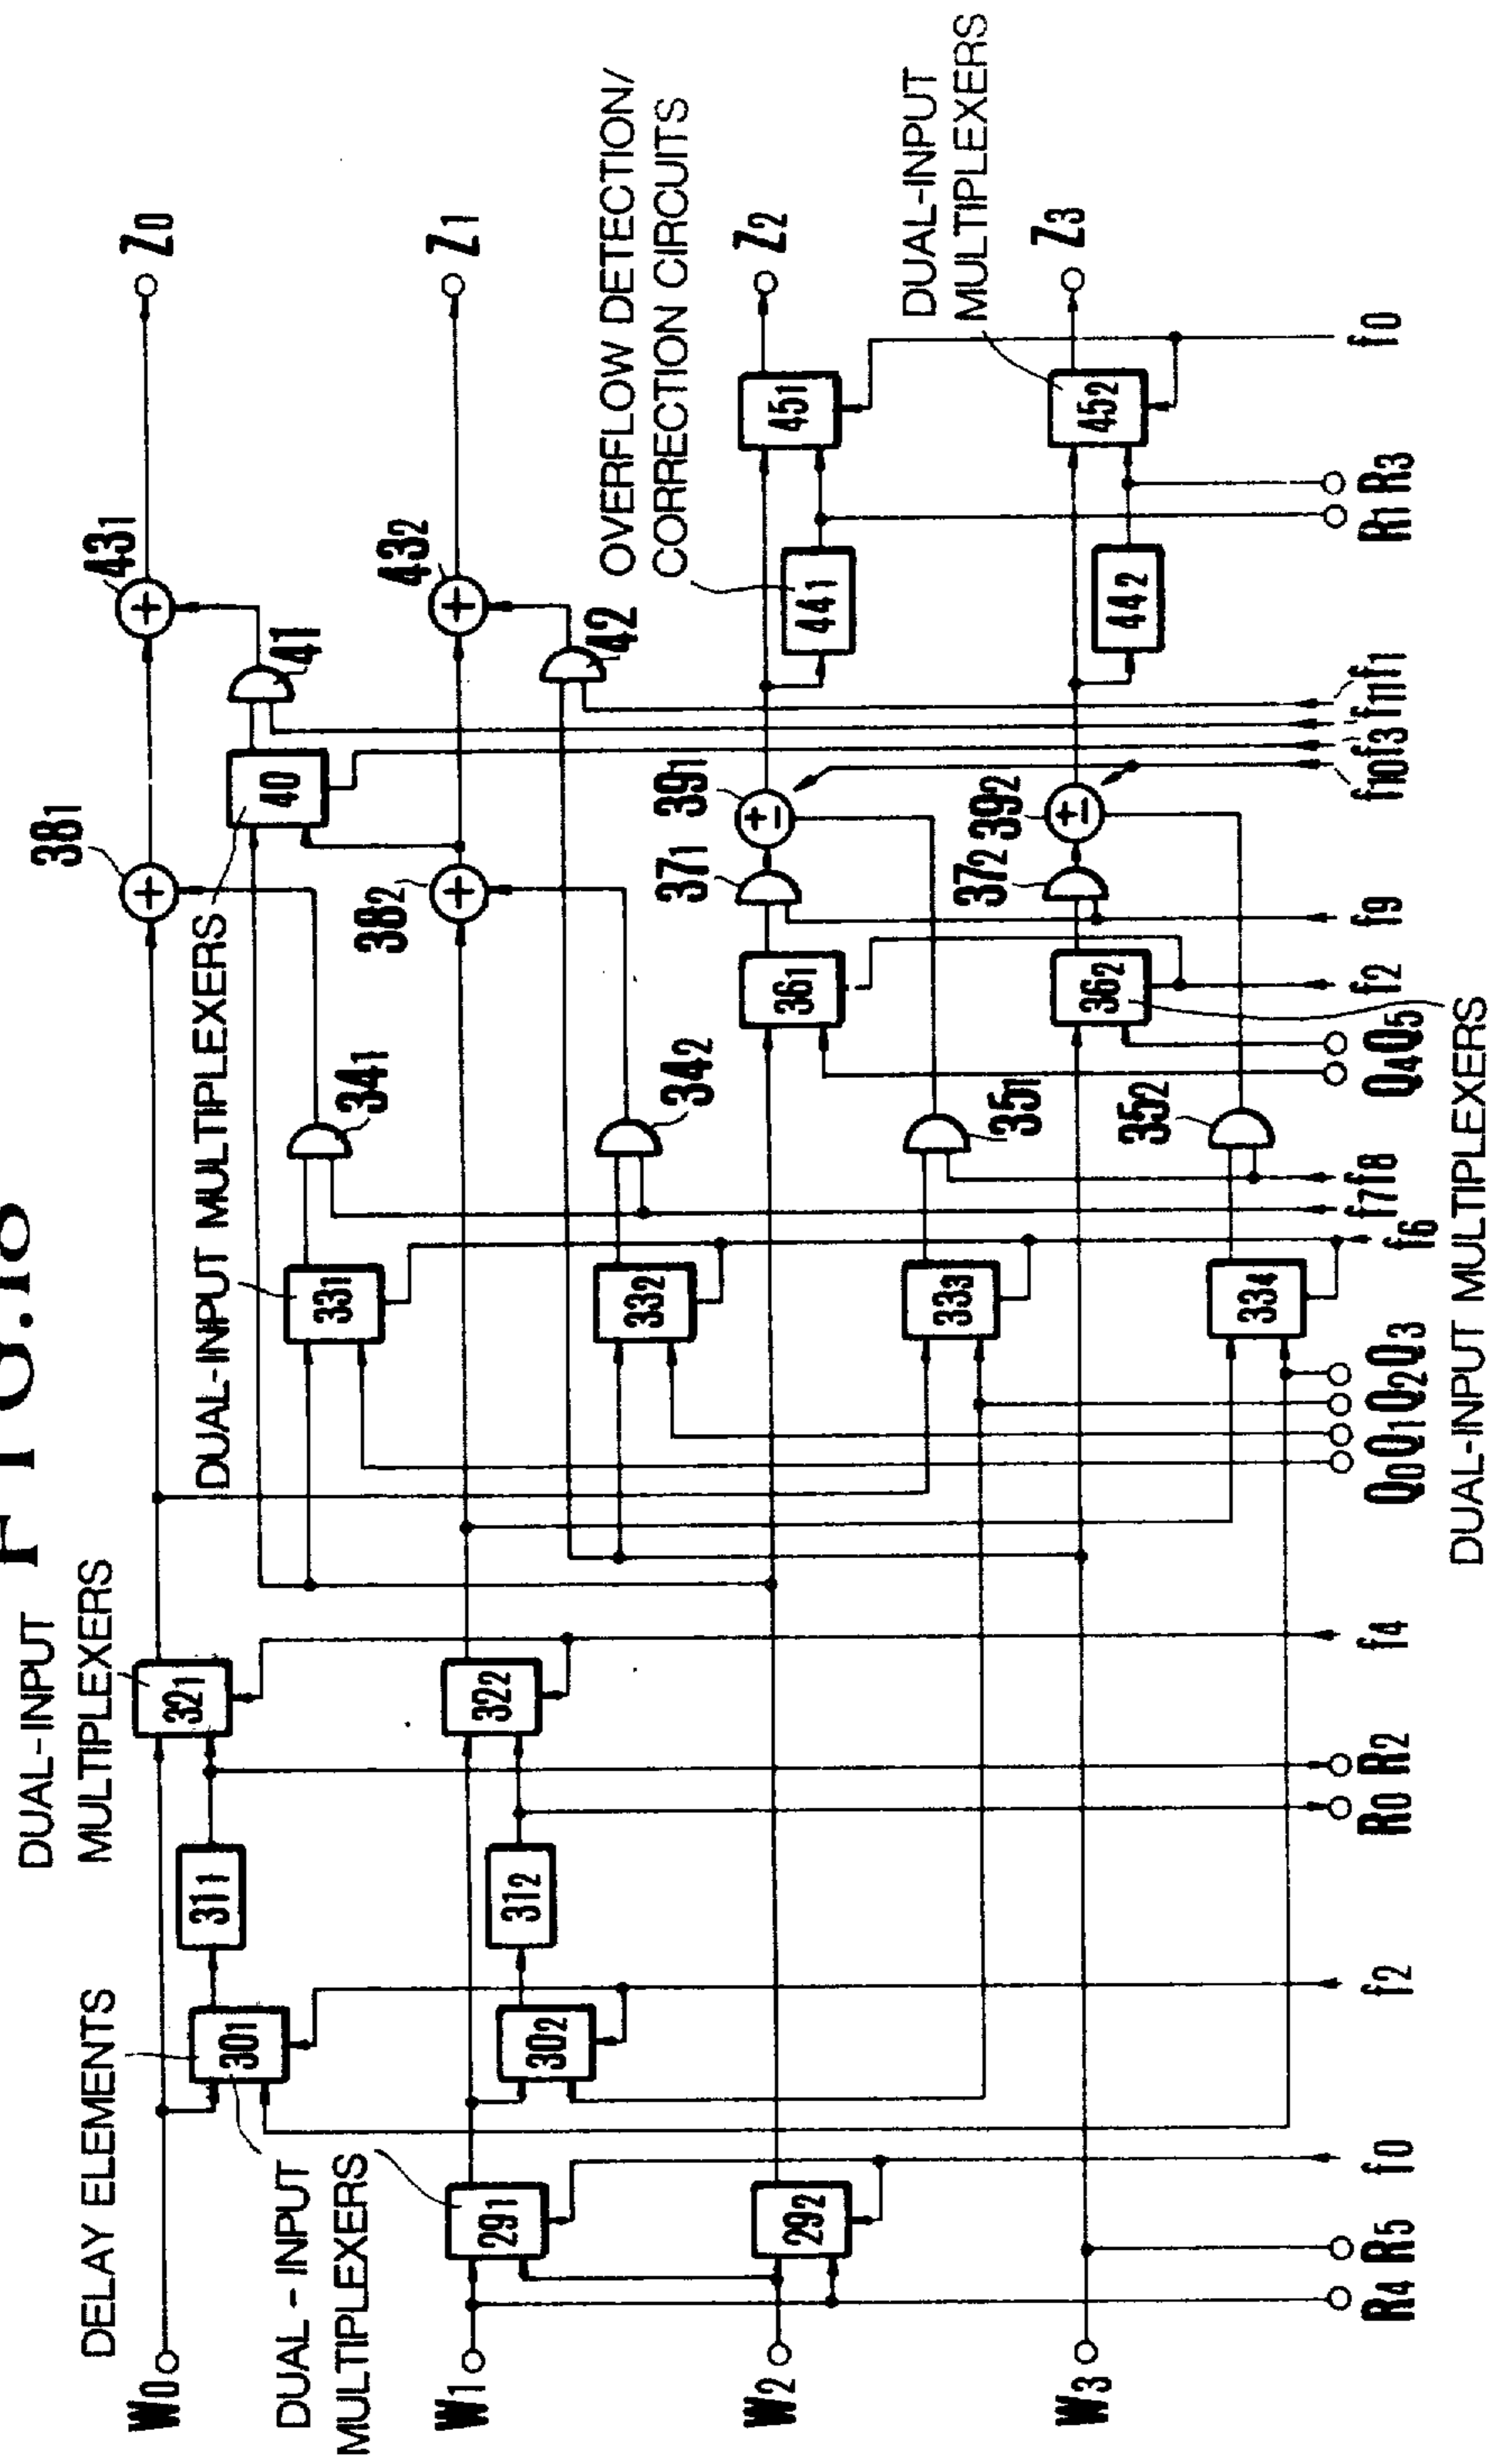 FIG.18
DELAY ELEMENTS
DUAL-INPUT
MULTIPLEXERS
DUAL-INPUT MULTIPLEXERS
DUAL-INPUT
MULTIPLEXERS
OVERFLOW DETECTION/
CORRECTION CIRCUITS
DUAL-INPUT
MULTIPLEXERS
DUAL-INPUT MULTIPLEXERS
W0
301
311
321
331
341
381
40
41
431
Z0
W1
291
302
312
322
332
342
382
42
432
Z1
W2
292
333
351
361
371
391
441
451
Z2
W3
334
352
362
372
392
442
452
Z3
R4 R5 f0 f2 R0 R2 f4 Q0 Q1 Q2 Q3 f6 f7 f8 Q4 Q5 f2 f9 f10 f3 f11 f1 R1 R3 f0